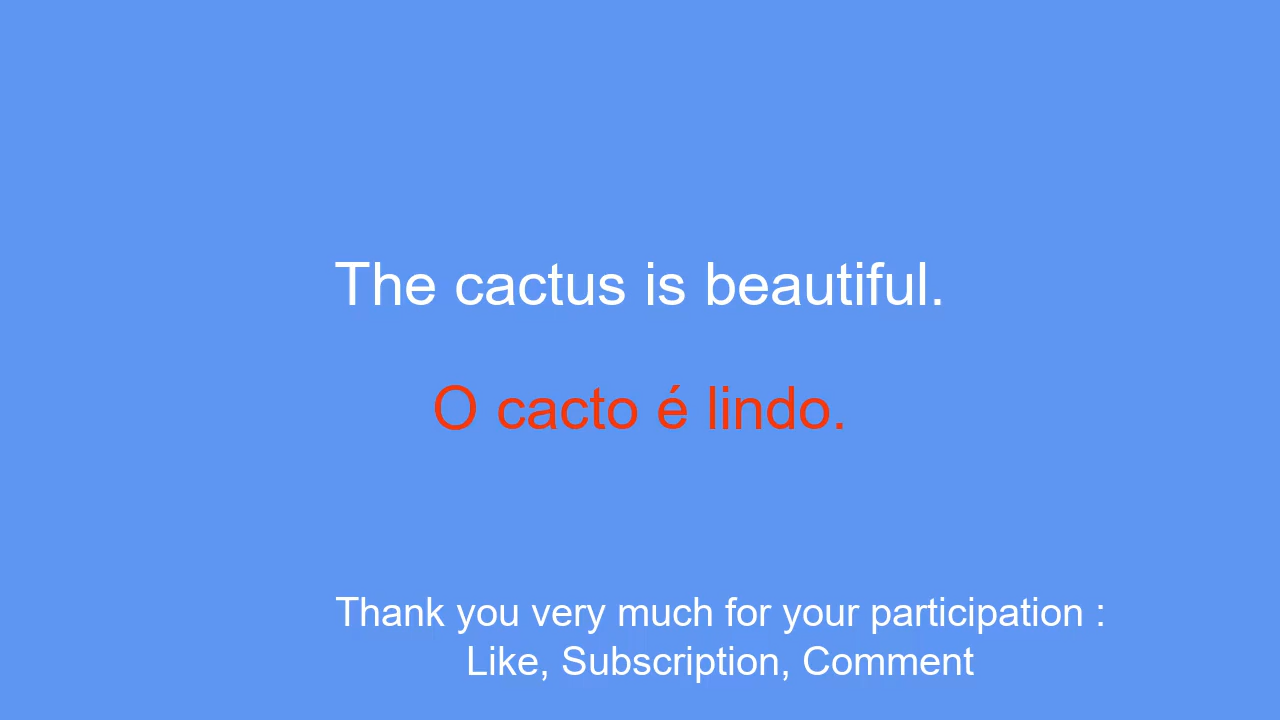 The cactus is beautiful.
O cacto é lindo.
Thank you very much for your participation :
Like, Subscription, Comment